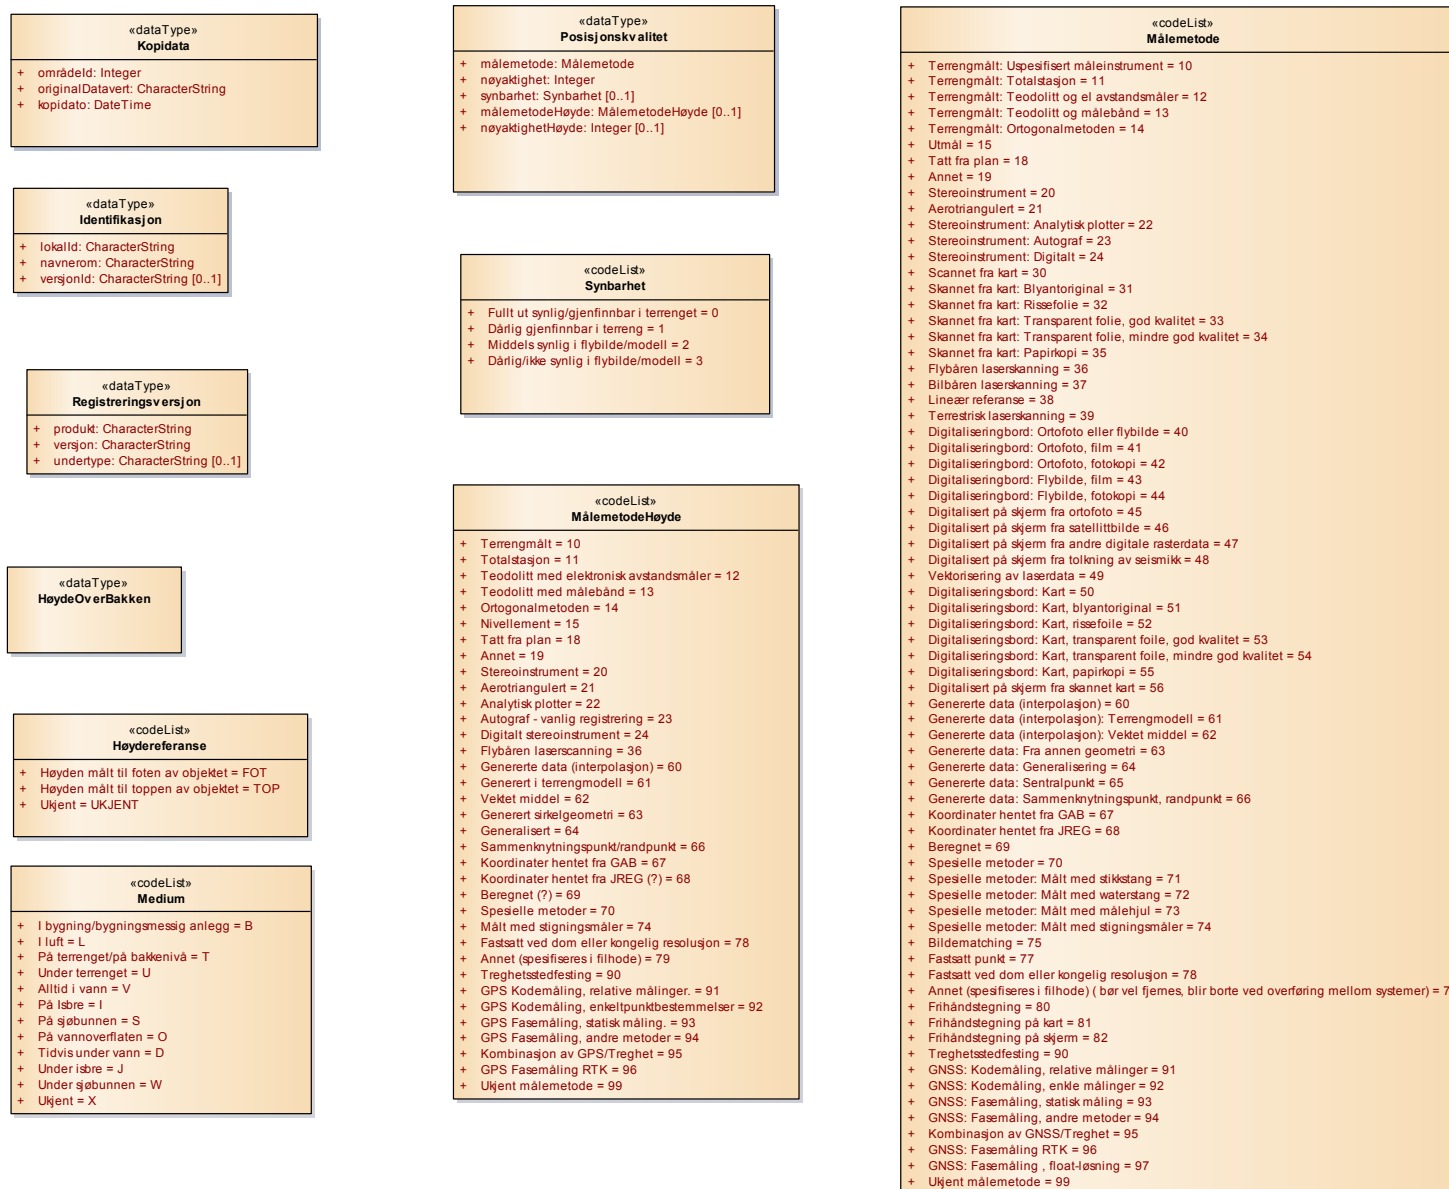 «dataType»
Kopidata
+ områdeId: Integer
+ originalDatavert: CharacterString
+ kopidato: DateTime
«dataType»
Identifikasjon
+ lokalId: CharacterString
+ navnerom: CharacterString
+ versjonId: CharacterString [0..1]
«dataType»
Registreringsversjon
+ produkt: CharacterString
+ versjon: CharacterString
+ undertype: CharacterString [0..1]
«dataType»
HøydeOverBakken
«codeList»
Høydereferanse
+ Høyden målt til foten av objektet = FOT
+ Høyden målt til toppen av objektet = TOP
+ Ukjent = UKJENT
«codeList»
Medium
+ I bygning/bygningsmessig anlegg = B
+ I luft = L
+ På terrenget/på bakkenivå = T
+ Under terrenget = U
+ Alltid i vann = V
+ På Isbre = I
+ På sjøbunnen = S
+ På vannoverflaten = O
+ Tidvis under vann = D
+ Under isbre = J
+ Under sjøbunnen = W
+ Ukjent = X
«dataType»
Posisjonskvalitet
+ målemetode: Målemetode
+ nøyaktighet: Integer
+ synbarhet: Synbarhet [0..1]
+ målemetodeHøyde: MålemetodeHøyde [0..1]
+ nøyaktighetHøyde: Integer [0..1]
«codeList»
Synbarhet
+ Fullt ut synlig/gjenfinnbar i terrenget = 0
+ Dårlig gjenfinnbar i terreng = 1
+ Middels synlig i flybilde/modell = 2
+ Dårlig/ikke synlig i flybilde/modell = 3
«codeList»
MålemetodeHøyde
+ Terrengmålt = 10
+ Totalstasjon = 11
+ Teodolitt med elektronisk avstandsmåler = 12
+ Teodolitt med målebånd = 13
+ Ortogonalmetoden = 14
+ Nivellement = 15
+ Tatt fra plan = 18
+ Annet = 19
+ Stereoinstrument = 20
+ Aerotriangulert = 21
+ Analytisk plotter = 22
+ Autograf - vanlig registrering = 23
+ Digitalt stereoinstrument = 24
+ Flybåren laserscanning = 36
+ Genererte data (interpolasjon) = 60
+ Generert i terrengmodell = 61
+ Vektet middel = 62
+ Generert sirkelgeometri = 63
+ Generalisert = 64
+ Sammenknytningspunkt/randpunkt = 66
+ Koordinater hentet fra GAB = 67
+ Koordinater hentet fra JREG (?) = 68
+ Beregnet (?) = 69
+ Spesielle metoder = 70
+ Målt med stigningsmåler = 74
+ Fastsatt ved dom eller kongelig resolusjon = 78
+ Annet (spesifiseres i filhode) = 79
+ Treghetsstedfesting = 90
+ GPS Kodemåling, relative målinger. = 91
+ GPS Kodemåling, enkeltpunktbestemmelser = 92
+ GPS Fasemåling, statisk måling. = 93
+ GPS Fasemåling, andre metoder = 94
+ Kombinasjon av GPS/Treghet = 95
+ GPS Fasemåling RTK = 96
+ Ukjent målemetode = 99
«codeList»
Målemetode
+ Terrengmålt: Uspesifisert måleinstrument = 10
+ Terrengmålt: Totalstasjon = 11
+ Terrengmålt: Teodolitt og el avstandsmåler = 12
+ Terrengmålt: Teodolitt og målebånd = 13
+ Terrengmålt: Ortogonalmetoden = 14
+ Utmål = 15
+ Tatt fra plan = 18
+ Annet = 19
+ Stereoinstrument = 20
+ Aerotriangulert = 21
+ Stereoinstrument: Analytisk plotter = 22
+ Stereoinstrument: Autograf = 23
+ Stereoinstrument: Digitalt = 24
+ Scannet fra kart = 30
+ Skannet fra kart: Blyantoriginal = 31
+ Skannet fra kart: Rissefolie = 32
+ Skannet fra kart: Transparent folie, god kvalitet = 33
+ Skannet fra kart: Transparent folie, mindre god kvalitet = 34
+ Skannet fra kart: Papirkopi = 35
+ Flybåren laserskanning = 36
+ Bilbåren laserskanning = 37
+ Lineær referanse = 38
+ Terrestrisk laserskanning = 39
+ Digitaliseringbord: Ortofoto eller flybilde = 40
+ Digitaliseringbord: Ortofoto, film = 41
+ Digitaliseringbord: Ortofoto, fotokopi = 42
+ Digitaliseringbord: Flybilde, film = 43
+ Digitaliseringbord: Flybilde, fotokopi = 44
+ Digitalisert på skjerm fra ortofoto = 45
+ Digitalisert på skjerm fra satellittbilde = 46
+ Digitalisert på skjerm fra andre digitale rasterdata = 47
+ Digitalisert på skjerm fra tolkning av seismikk = 48
+ Vektorisering av laserdata = 49
+ Digitaliseringsbord: Kart = 50
+ Digitaliseringsbord: Kart, blyantoriginal = 51
+ Digitaliseringsbord: Kart, rissefoile = 52
+ Digitaliseringsbord: Kart, transparent foile, god kvalitet = 53
+ Digitaliseringsbord: Kart, transparent foile, mindre god kvalitet = 54
+ Digitaliseringsbord: Kart, papirkopi = 55
+ Digitalisert på skjerm fra skannet kart = 56
+ Genererte data (interpolasjon) = 60
+ Genererte data (interpolasjon): Terrengmodell = 61
+ Genererte data (interpolasjon): Vektet middel = 62
+ Genererte data: Fra annen geometri = 63
+ Genererte data: Generalisering = 64
+ Genererte data: Sentralpunkt = 65
+ Genererte data: Sammenknytningspunkt, randpunkt = 66
+ Koordinater hentet fra GAB = 67
+ Koordinater hentet fra JREG = 68
+ Beregnet = 69
+ Spesielle metoder = 70
+ Spesielle metoder: Målt med stikkstang = 71
+ Spesielle metoder: Målt med waterstang = 72
+ Spesielle metoder: Målt med målehjul = 73
+ Spesielle metoder: Målt med stigningsmåler = 74
+ Bildematching = 75
+ Fastsatt punkt = 77
+ Fastsatt ved dom eller kongelig resolusjon = 78
+ Annet (spesifiseres i filhode) ( bør vel fjernes, blir borte ved overføring mellom systemer) = 7
+ Frihåndstegning = 80
+ Frihåndstegning på kart = 81
+ Frihåndstegning på skjerm = 82
+ Treghetsstedfesting = 90
+ GNSS: Kodemåling, relative målinger = 91
+ GNSS: Kodemåling, enkle målinger = 92
+ GNSS: Fasemåling, statisk måling = 93
+ GNSS: Fasemåling, andre metoder = 94
+ Kombinasjon av GNSS/Treghet = 95
+ GNSS: Fasemåling RTK = 96
+ GNSS: Fasemåling , float-løsning = 97
+ Ukjent målemetode = 99